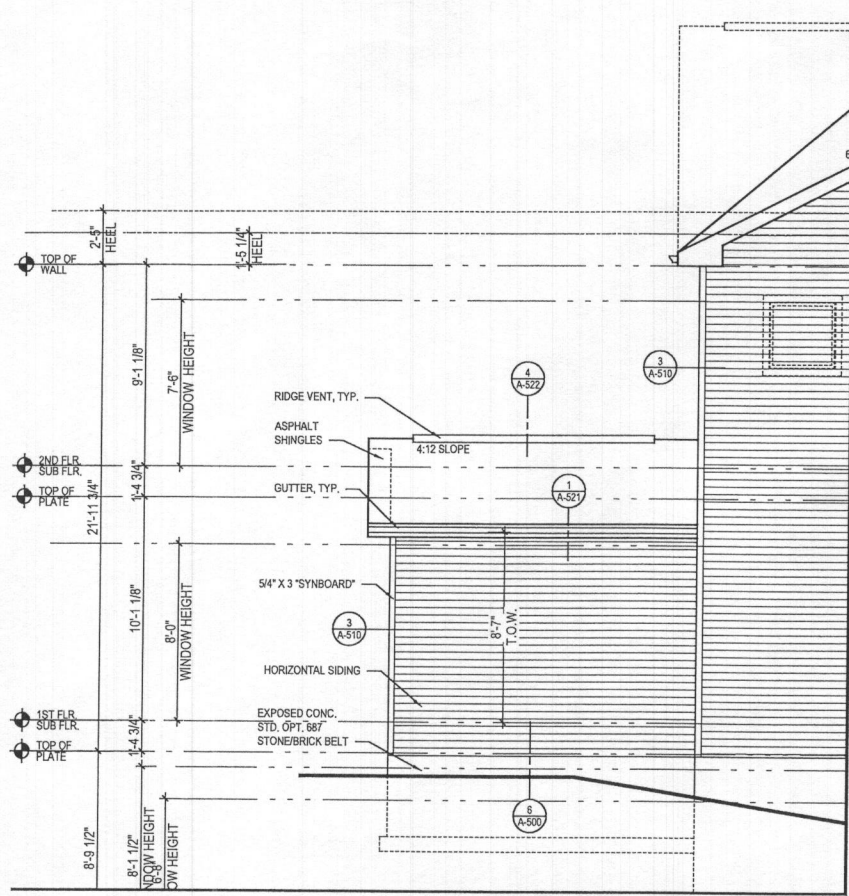 2'-5"
HEEL
1'-5 1/4"
HEEL
TOP OF
WALL
9'-1 1/8"
7'-6"
WINDOW HEIGHT
3
A-510
4
A-522
RIDGE VENT, TYP.
ASPHALT
SHINGLES
4:12 SLOPE
2ND FLR.
SUB FLR.
1'-4 3/4"
TOP OF
PLATE
21'-11 3/4"
GUTTER, TYP.
1
A-521
10'-1 1/8"
8'-0"
WINDOW HEIGHT
5/4" X 3 "SYNBOARD"
3
A-510
8'-7"
T.O.W.
HORIZONTAL SIDING
1ST FLR.
SUB FLR.
1'-4 3/4"
TOP OF
PLATE
EXPOSED CONC.
STD. OPT. 687
STONE/BRICK BELT
6
A-500
8'-9 1/2"
8'-1 1/2"
NDOW HEIGHT
6'-8"
OW HEIGHT
6